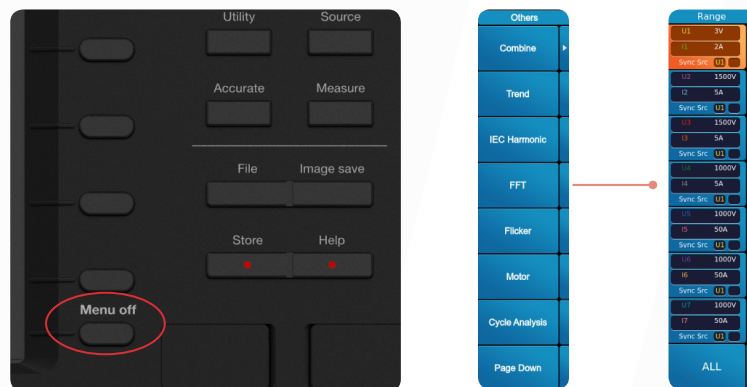 Utility Source
Accurate Measure
File Image save
Store Help
Menu off
Others
Combine
Trend
IEC Harmonic
FFT
Flicker
Motor
Cycle Analysis
Page Down
Range
U1 3V
I1 2A
Sync Src U1
U2 1500V
I2 5A
Sync Src U1
U3 1500V
I3 5A
Sync Src U1
U4 1000V
I4 5A
Sync Src U1
U5 1000V
I5 50A
Sync Src U1
U6 1000V
I6 50A
Sync Src U1
U7 1000V
I7 50A
Sync Src U1
ALL